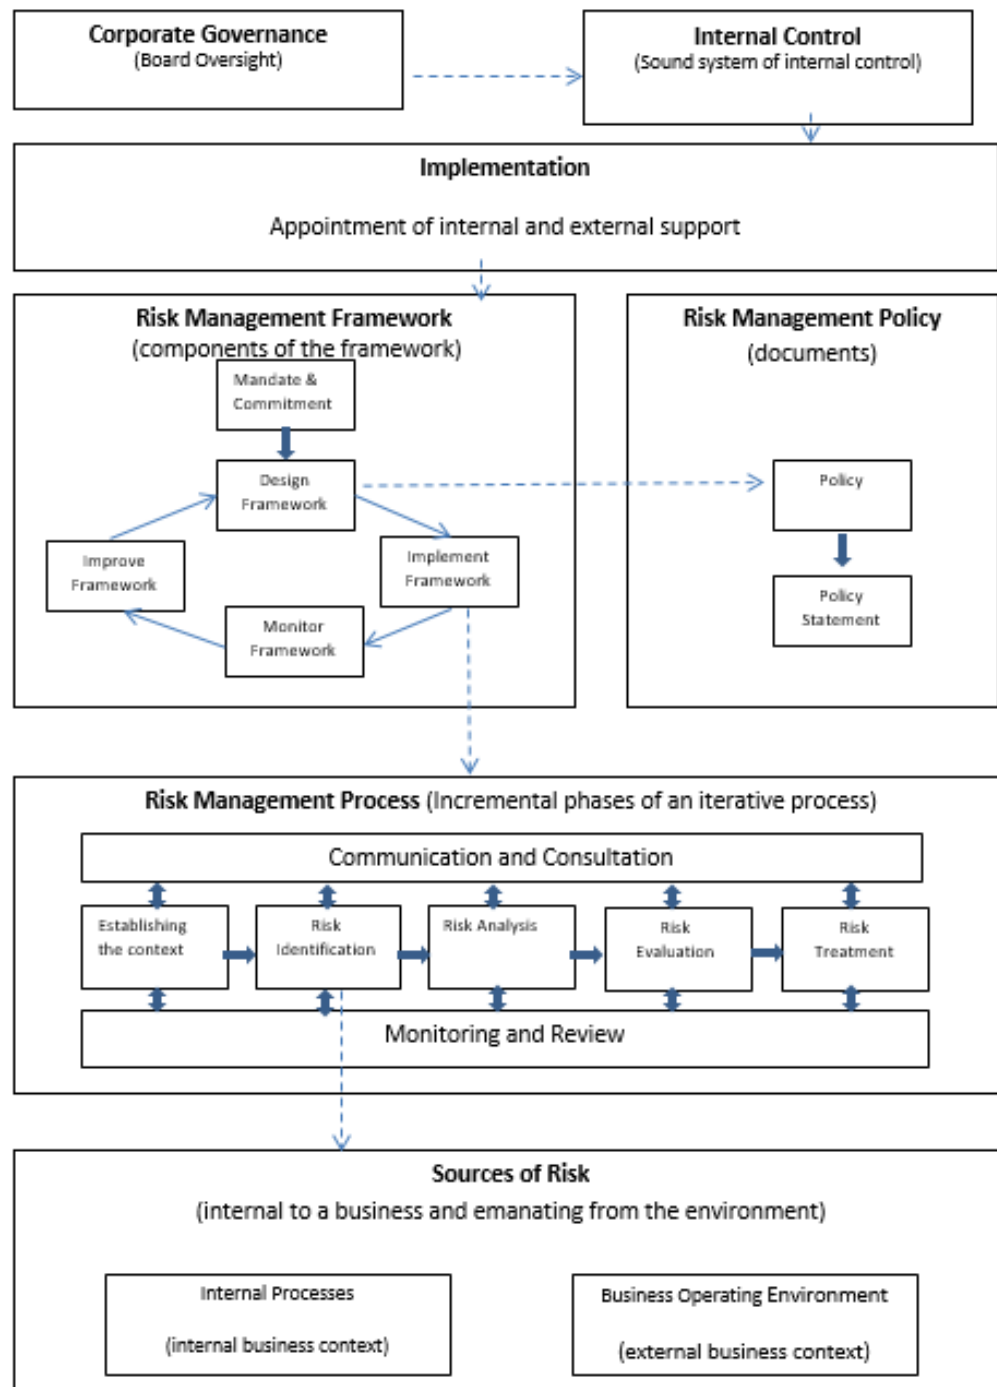 Corporate Governance
(Board Oversight)
Internal Control
(Sound system of internal control)
Implementation
Appointment of internal and external support
Risk Management Framework
(components of the framework)
Mandate &
Commitment
Design
Framework
Implement
Framework
Monitor
Framework
Improve
Framework
Risk Management Policy
(documents)
Policy
Policy
Statement
Risk Management Process (Incremental phases of an iterative process)
Communication and Consultation
Establishing
the context
Risk
Identification
Risk Analysis
Risk
Evaluation
Risk
Treatment
Monitoring and Review
Sources of Risk
(internal to a business and emanating from the environment)
Internal Processes
(internal business context)
Business Operating Environment
(external business context)